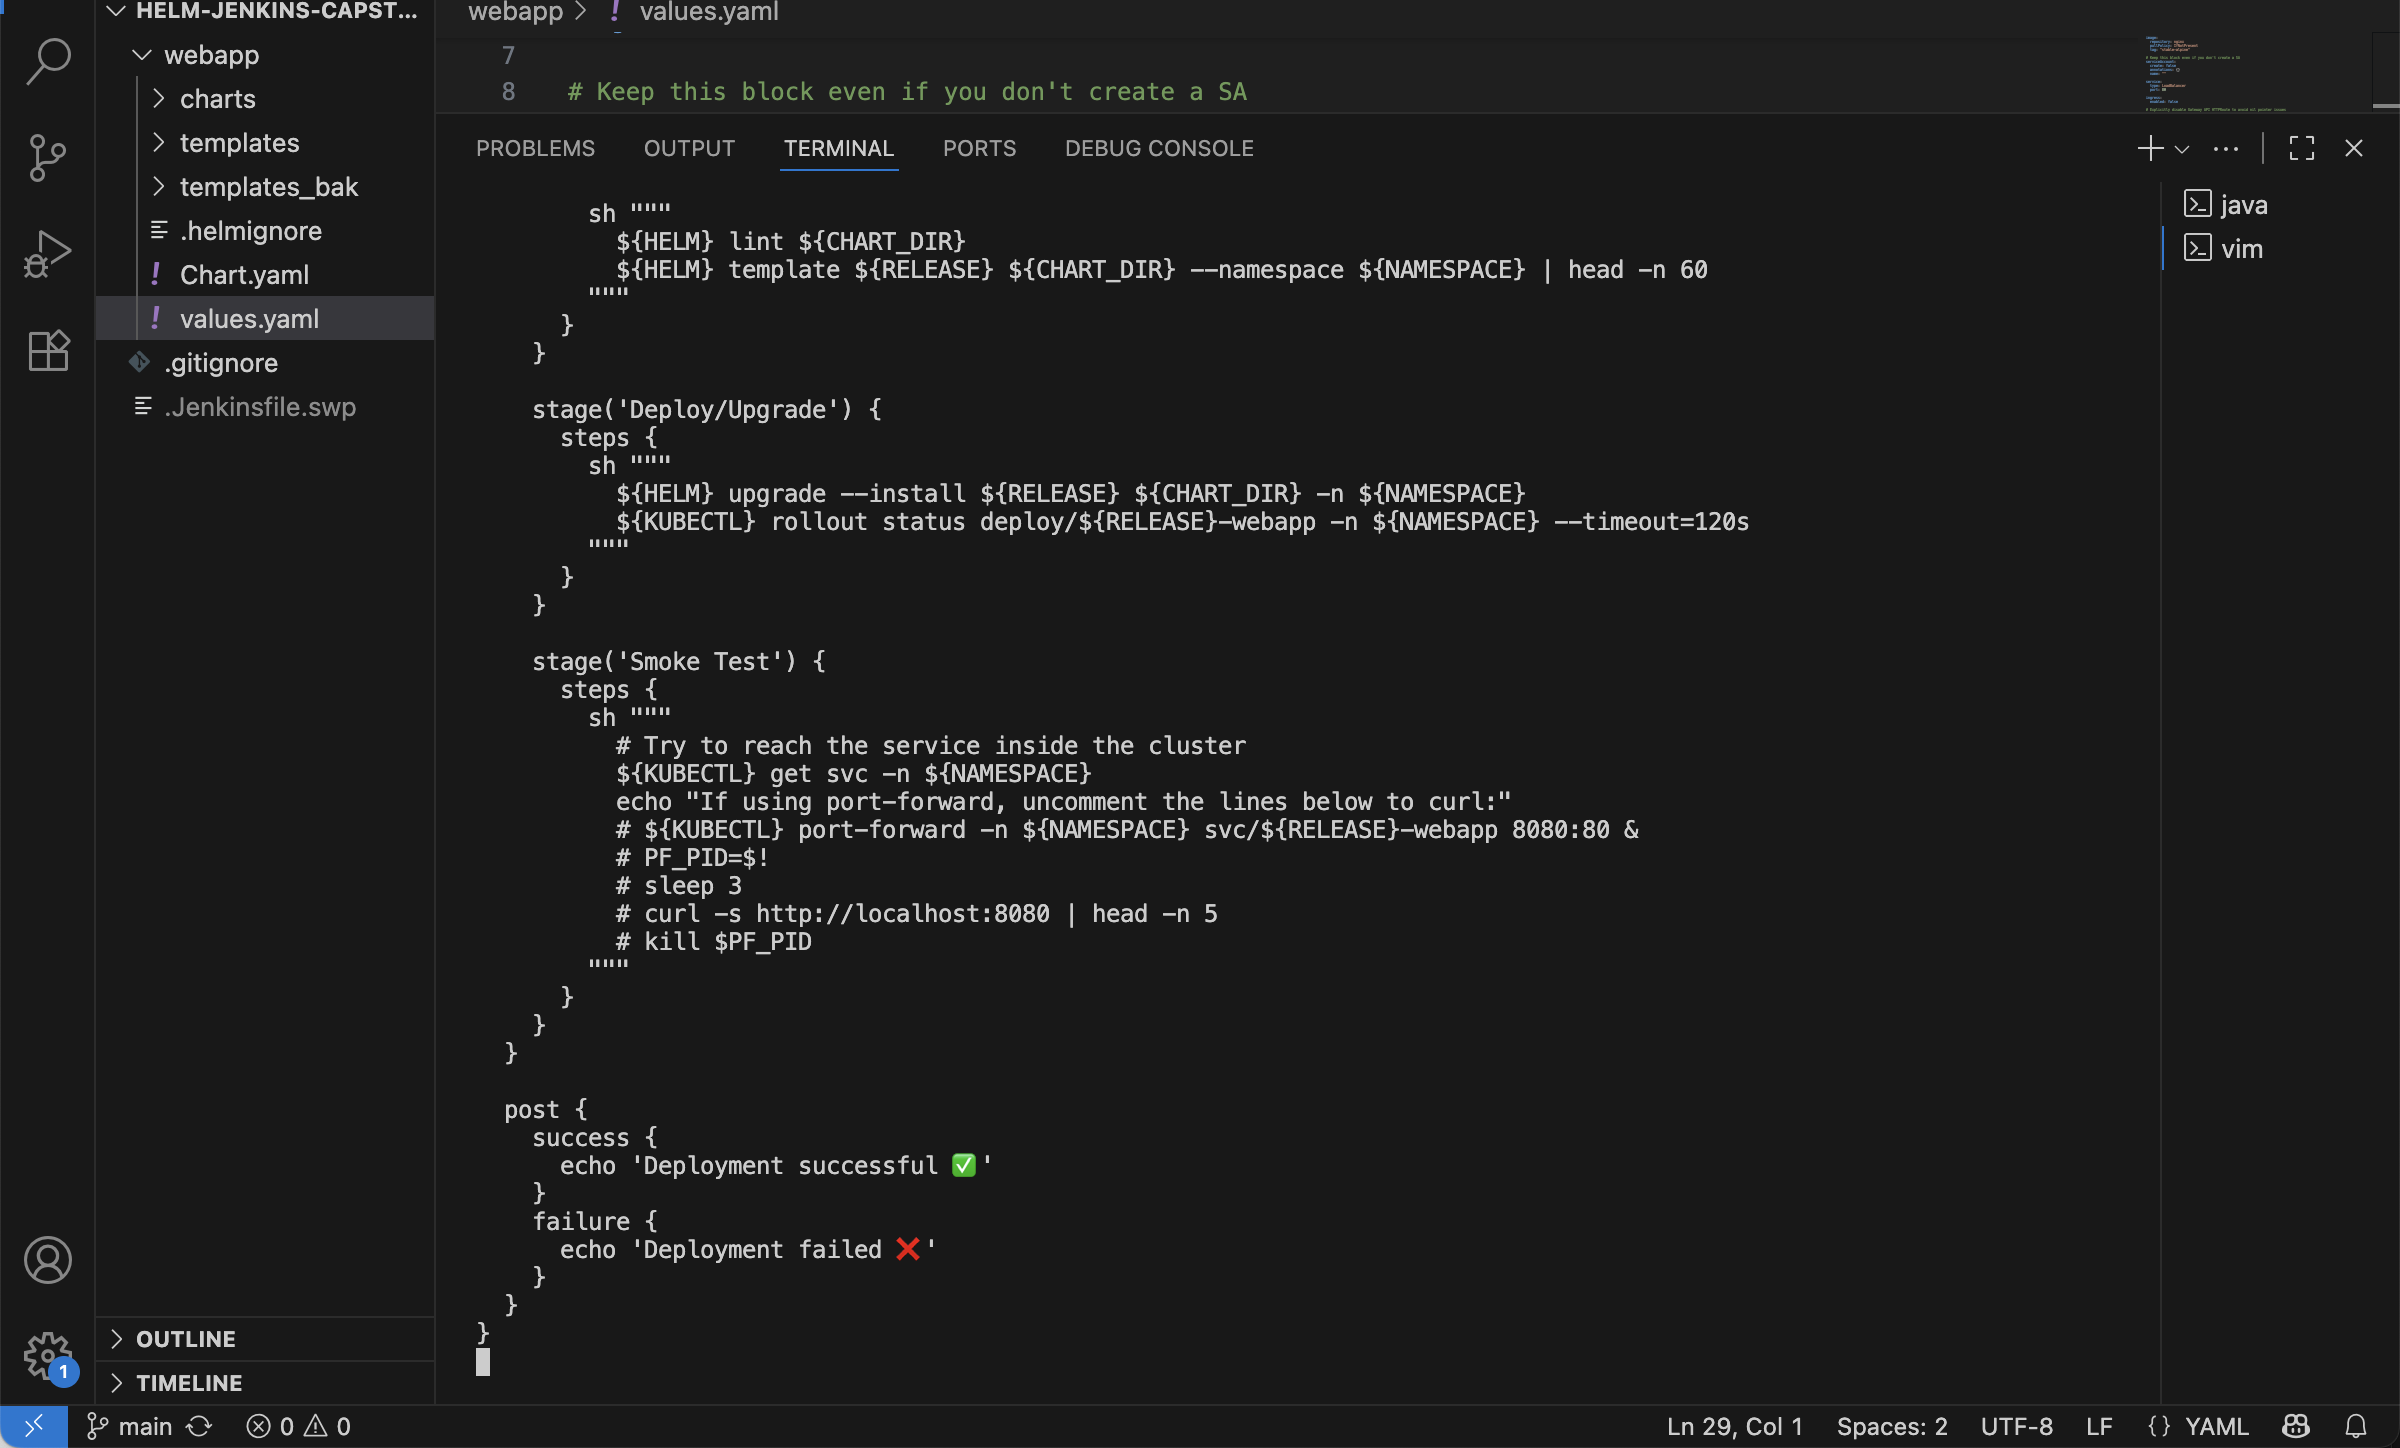 HELM-JENKINS-CAPST...
webapp
charts
templates
templates_bak
.helmignore
! Chart.yaml
! values.yaml
.gitignore
.Jenkinsfile.swp
OUTLINE
TIMELINE
webapp > ! values.yaml
7
8 # Keep this block even if you don't create a SA
PROBLEMS OUTPUT TERMINAL PORTS DEBUG CONSOLE
java
vim
sh """
${HELM} lint ${CHART_DIR}
${HELM} template ${RELEASE} ${CHART_DIR} --namespace ${NAMESPACE} | head -n 60
"""
}
}
stage('Deploy/Upgrade') {
steps {
sh """
${HELM} upgrade --install ${RELEASE} ${CHART_DIR} -n ${NAMESPACE}
${KUBECTL} rollout status deploy/${RELEASE}-webapp -n ${NAMESPACE} --timeout=120s
"""
}
}
stage('Smoke Test') {
steps {
sh """
# Try to reach the service inside the cluster
${KUBECTL} get svc -n ${NAMESPACE}
echo "If using port-forward, uncomment the lines below to curl:"
# ${KUBECTL} port-forward -n ${NAMESPACE} svc/${RELEASE}-webapp 8080:80 &
# PF_PID=$!
# sleep 3
# curl -s http://localhost:8080 | head -n 5
# kill $PF_PID
"""
}
}
}
post {
success {
echo 'Deployment successful ✅'
}
failure {
echo 'Deployment failed ❌'
}
}
}
1
main 0 0 Ln 29, Col 1 Spaces: 2 UTF-8 LF {} YAML